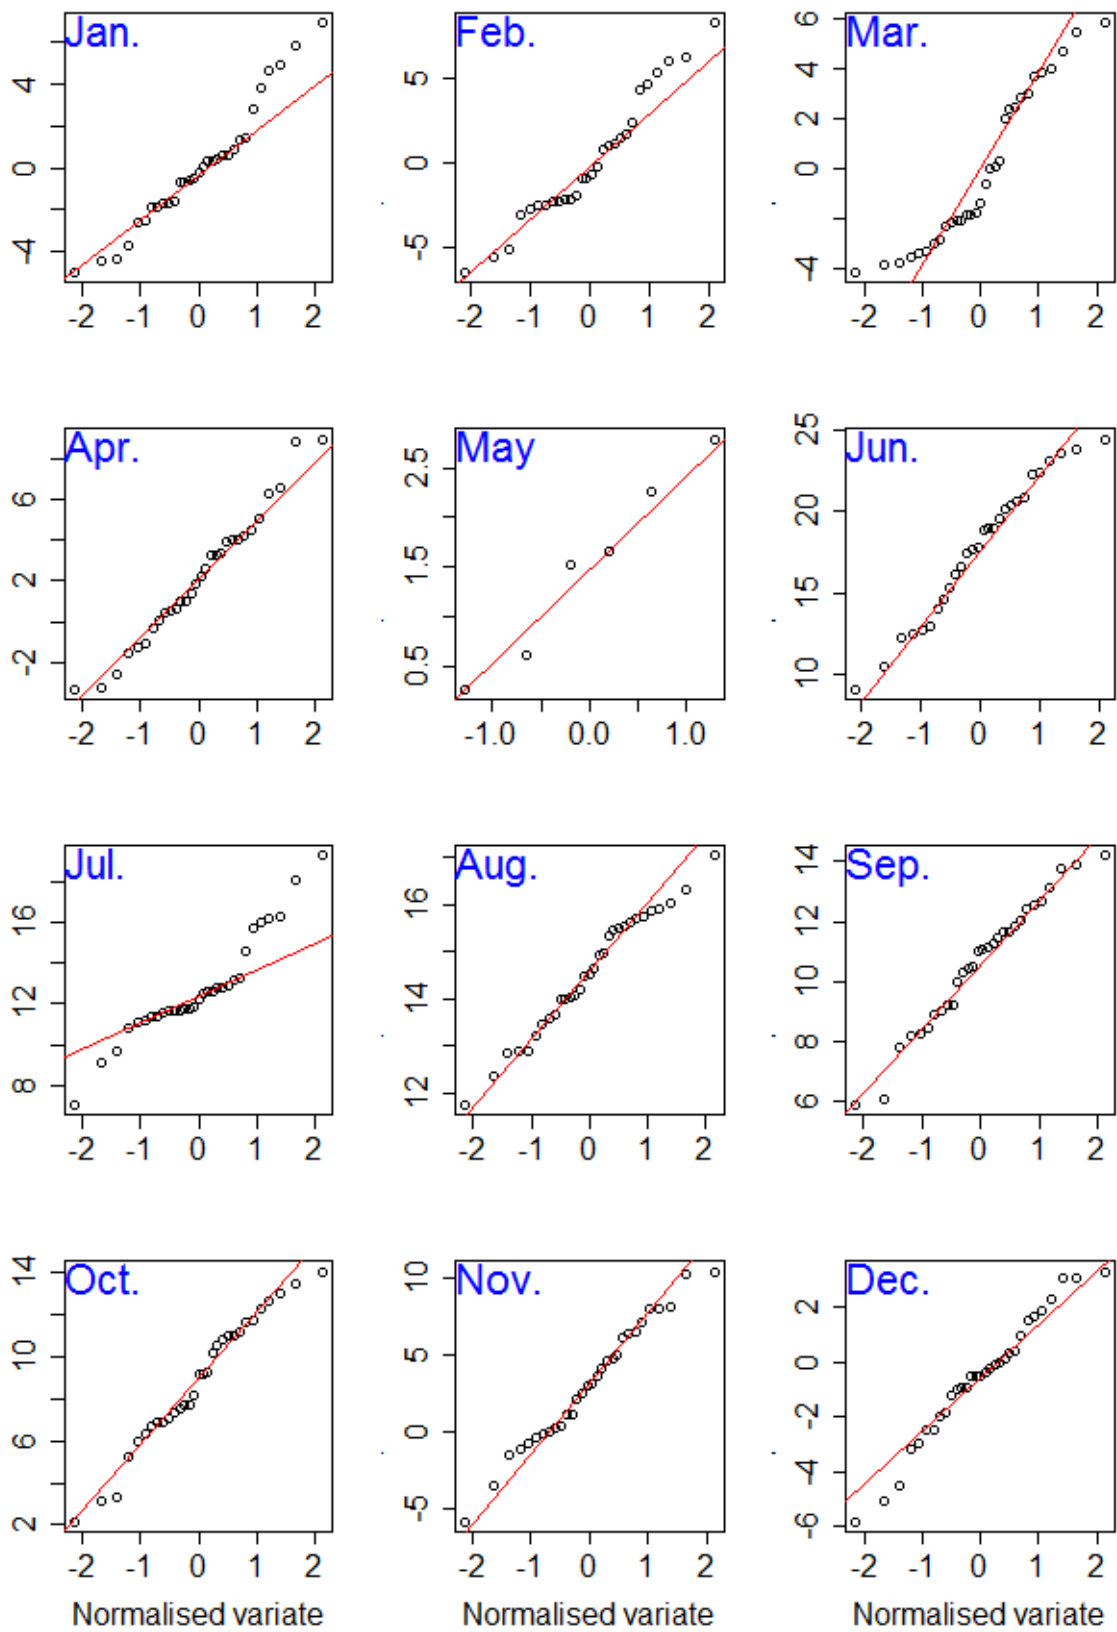 Jan. Feb. Mar.
4 0 -4
5 0 -5
6 4 2 0 -4
-2 -1 0 1 2
-2 -1 0 1 2
-2 -1 0 1 2
Apr. May Jun.
6 2 -2
2.5 1.5 0.5
25 20 15 10
-2 -1 0 1 2
-1.0 0.0 1.0
-2 -1 0 1 2
Jul. Aug. Sep.
16 12 8
16 14 12
14 12 10 8 6
-2 -1 0 1 2
-2 -1 0 1 2
-2 -1 0 1 2
Oct. Nov. Dec.
14 10 6 2
10 5 0 -5
2 0 -2 -4 -6
-2 -1 0 1 2
-2 -1 0 1 2
-2 -1 0 1 2
Normalised variate Normalised variate Normalised variate